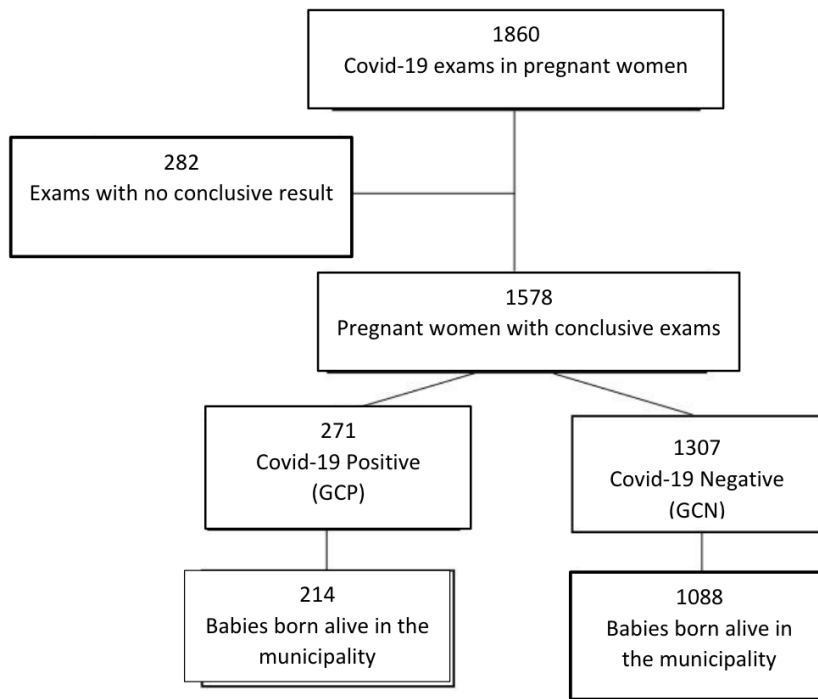 1860
Covid-19 exams in pregnant women
282
Exams with no conclusive result
1578
Pregnant women with conclusive exams
271
Covid-19 Positive
(GCP)
1307
Covid-19 Negative
(GCN)
214
Babies born alive in the
municipality
1088
Babies born alive in
the municipality